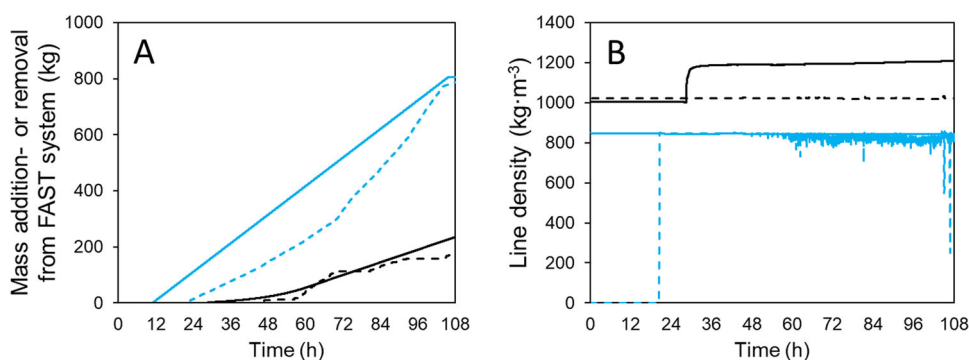 Mass addition- or removal
from FAST system (kg)
1000
800
600
400
200
0
A
0 12 24 36 48 60 72 84 96 108
Time (h)
Line density (kg·m⁻³)
1400
1200
1000
800
600
400
200
0
B
0 12 24 36 48 60 72 84 96 108
Time (h)